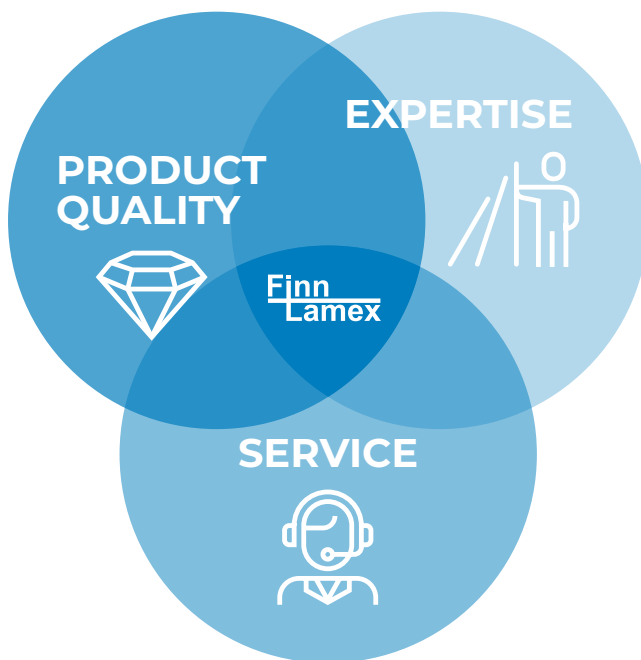 EXPERTISE
PRODUCT
QUALITY
Finn
Lamex
SERVICE